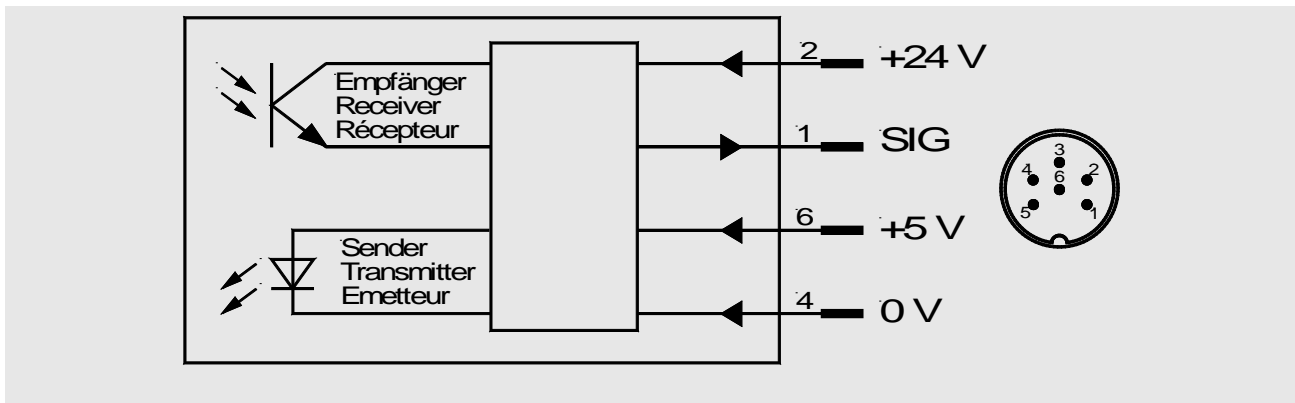 Empfänger
Receiver
Récepteur
Sender
Transmitter
Emetteur
2 +24 V
1 SIG
6 +5 V
4 0 V
3
4 6 2
5 1